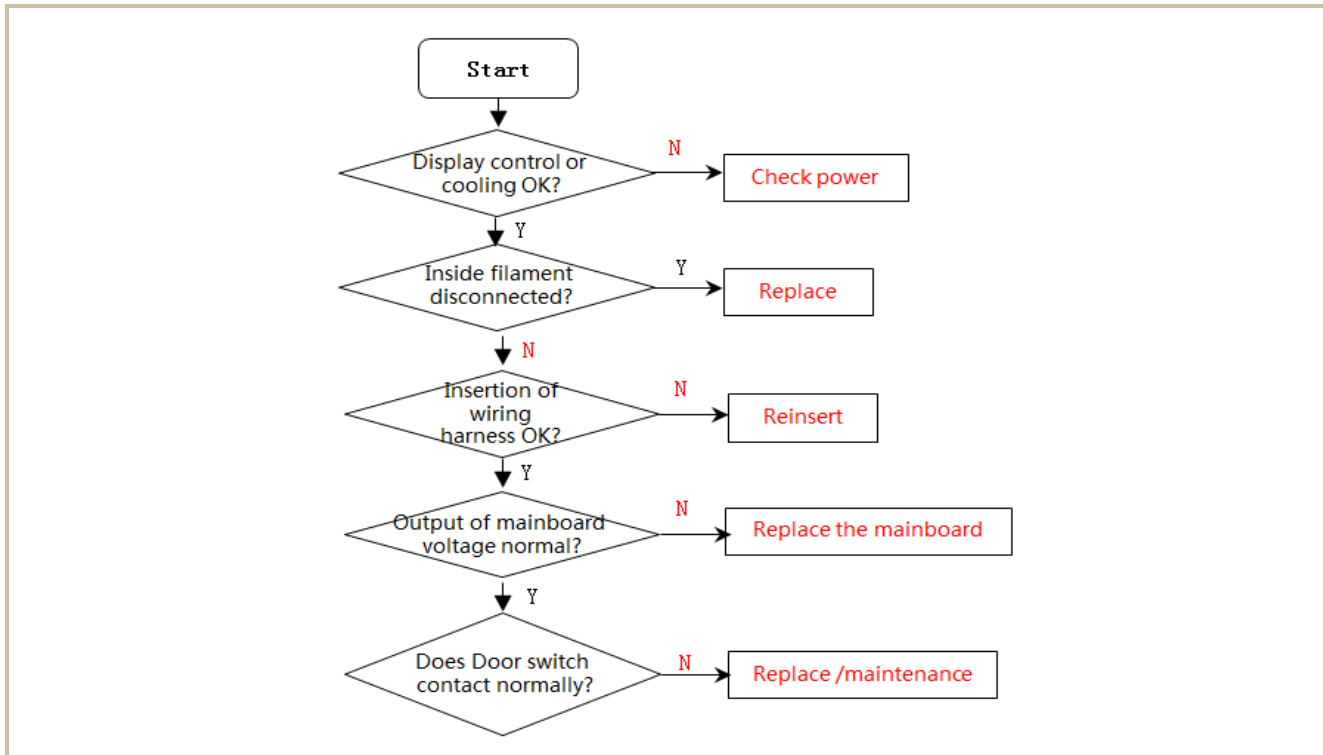 Start
Display control or
cooling OK?
N
Check power
Y
Inside filament
disconnected?
Y
Replace
N
Insertion of
wiring
harness OK?
N
Reinsert
Y
Output of mainboard
voltage normal?
N
Replace the mainboard
Y
Does Door switch
contact normally?
N
Replace /maintenance